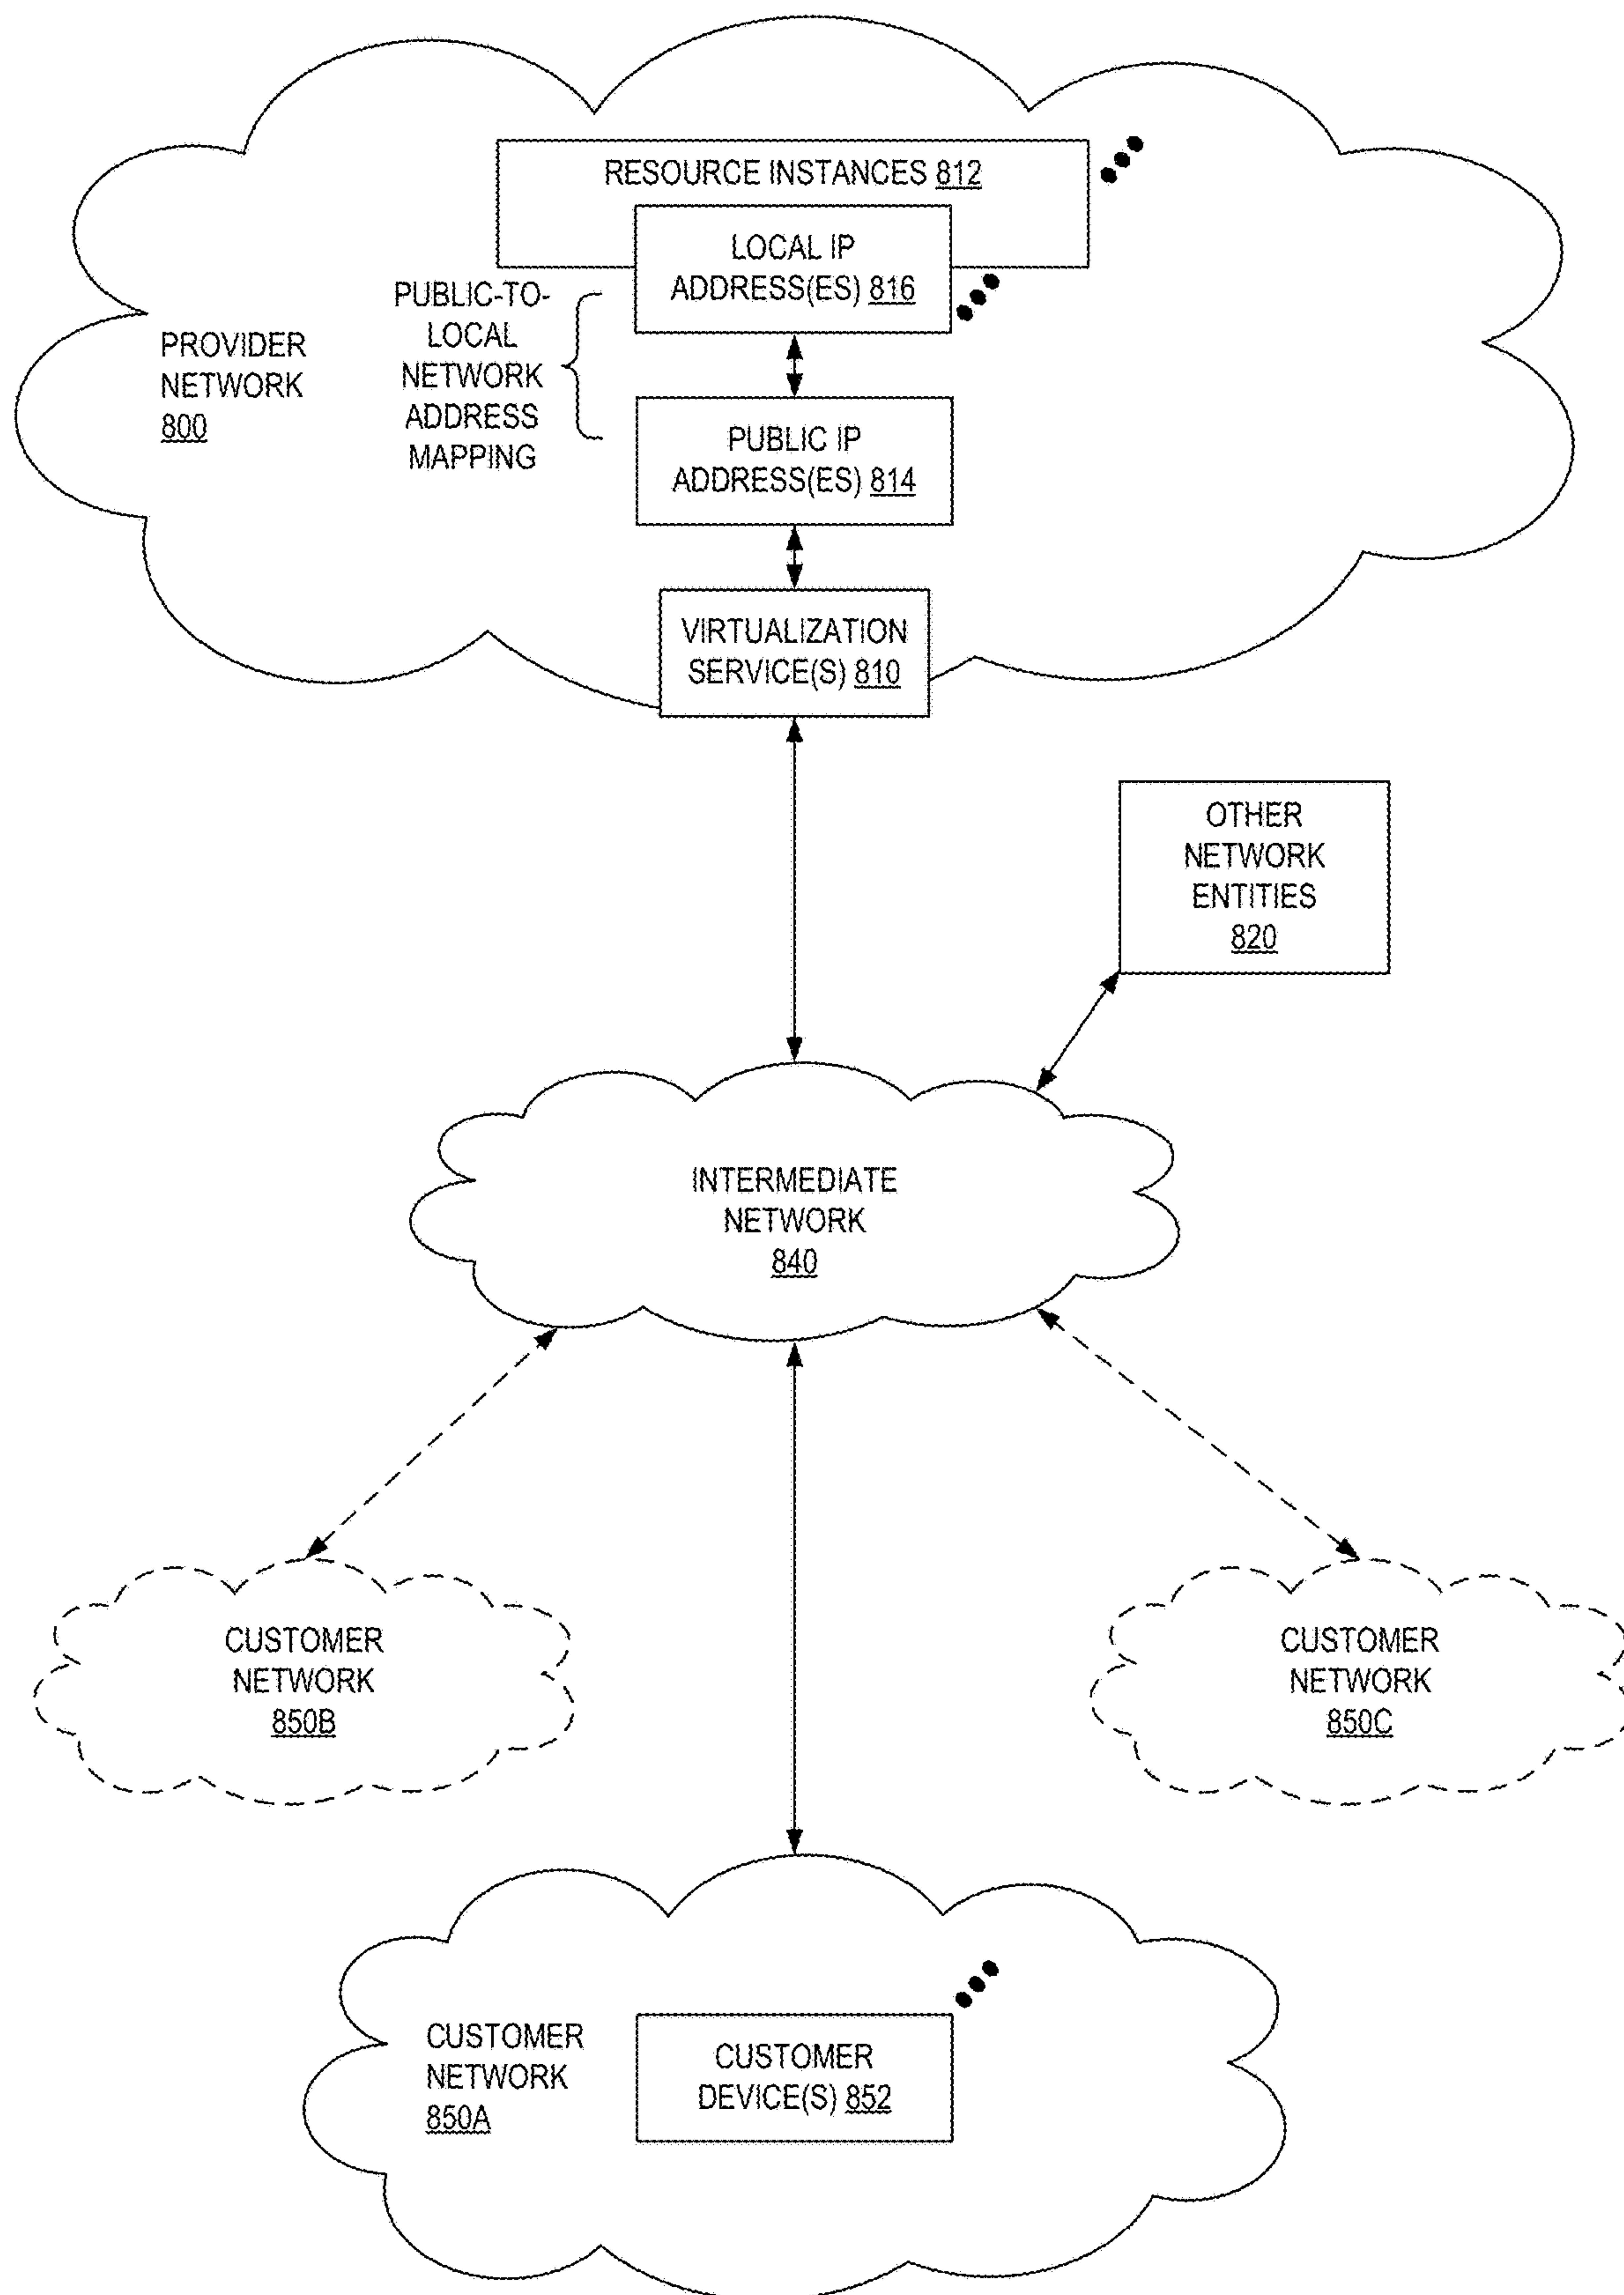 RESOURCE INSTANCES 812
LOCAL IP
ADDRESS(ES) 816
PUBLIC-TO-
LOCAL
NETWORK
ADDRESS
MAPPING
PROVIDER
NETWORK
800
PUBLIC IP
ADDRESS(ES) 814
VIRTUALIZATION
SERVICE(S) 810
OTHER
NETWORK
ENTITIES
820
INTERMEDIATE
NETWORK
840
CUSTOMER
NETWORK
850B
CUSTOMER
NETWORK
850C
CUSTOMER
NETWORK
850A
CUSTOMER
DEVICE(S) 852